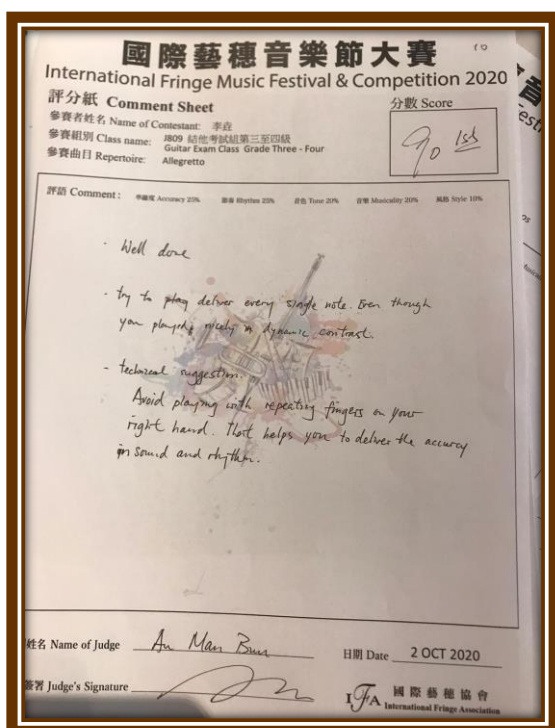 國際藝穗音樂節大賽
International Fringe Music Festival & Competition 2020
評分紙 Comment Sheet
分數 Score
參賽者姓名 Name of Contestant: 李垚
參賽組別 Class name: J809 結他考試組第三至四級
Guitar Exam Class Grade Three - Four
參賽曲目 Repertoire: Allegretto
90 1st
評語 Comment : 準確度 Accuracy 25% 節奏 Rhythm 25% 音色 Tone 20% 音樂 Musicality 20% 風格 Style 10%
· Well done
- try to play deliver every single note. Even though
you played nicely in dynamic contrast.
- technical suggestion.
Avoid playing with repeating fingers on your
right hand. That helps you to deliver the accuracy
in sound and rhythm.
姓名 Name of Judge Au Man Bun
日期 Date 2 OCT 2020
簽署 Judge's Signature
IFA 國際藝穗協會
International Fringe Association